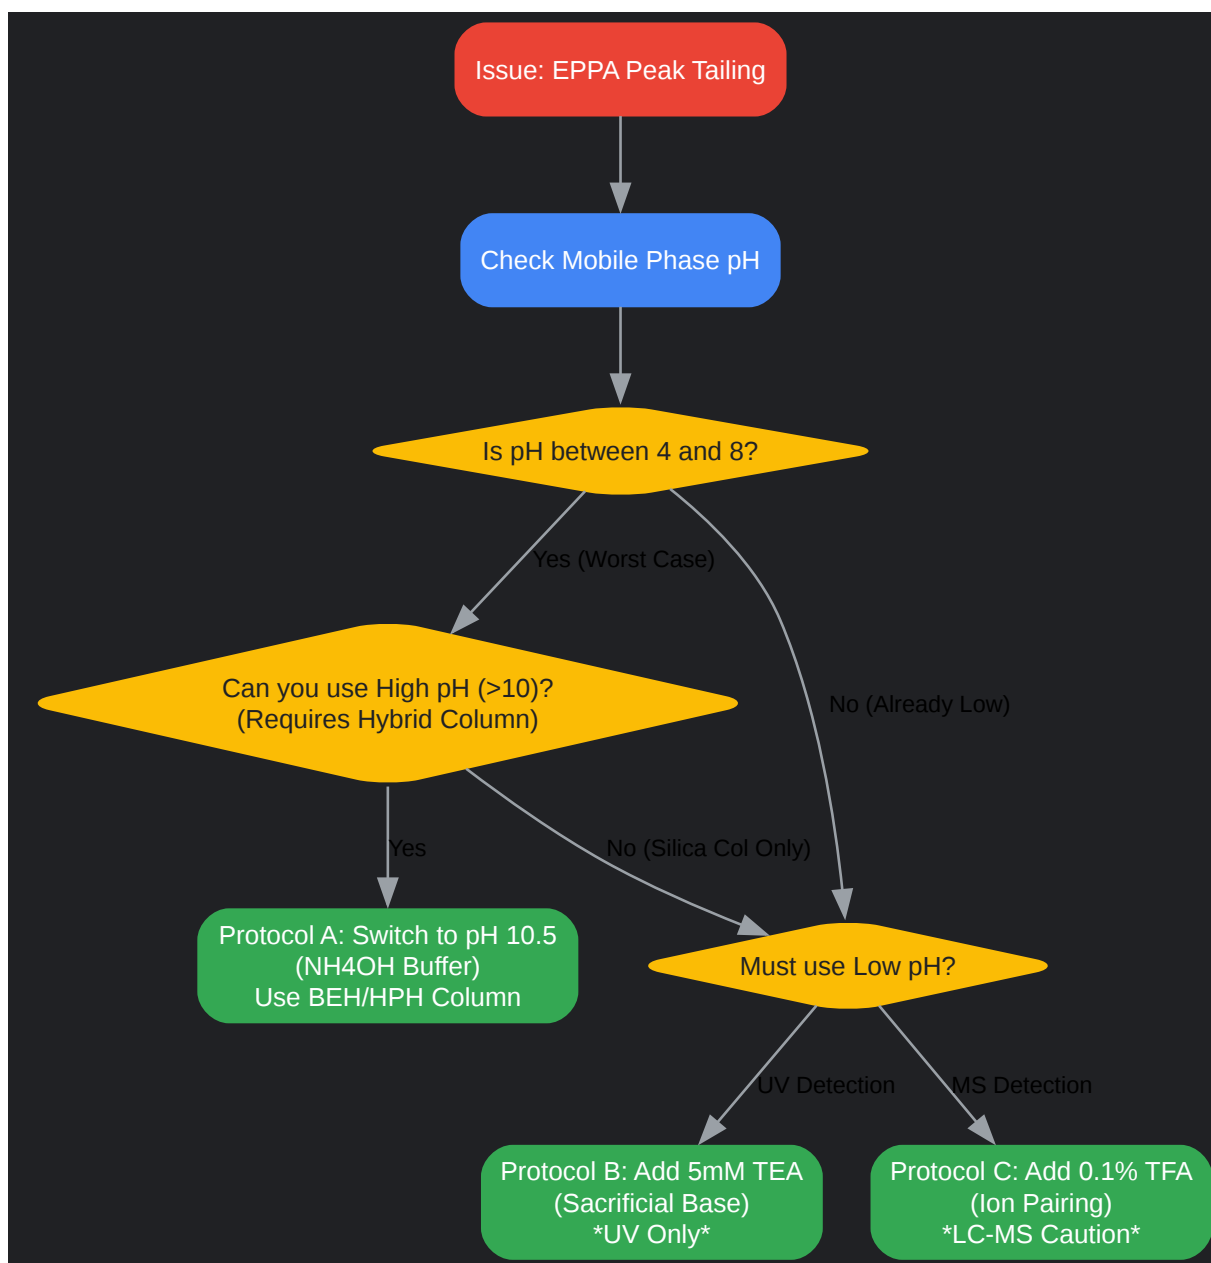 Issue: EPPA Peak Tailing
Check Mobile Phase pH
Is pH between 4 and 8?
Yes (Worst Case)
Can you use High pH (>10)?
(Requires Hybrid Column)
No (Already Low)
Yes
No (Silica Col Only)
Protocol A: Switch to pH 10.5
(NH4OH Buffer)
Use BEH/HPH Column
Must use Low pH?
UV Detection
MS Detection
Protocol B: Add 5mM TEA
(Sacrificial Base)
*UV Only*
Protocol C: Add 0.1% TFA
(Ion Pairing)
*LC-MS Caution*